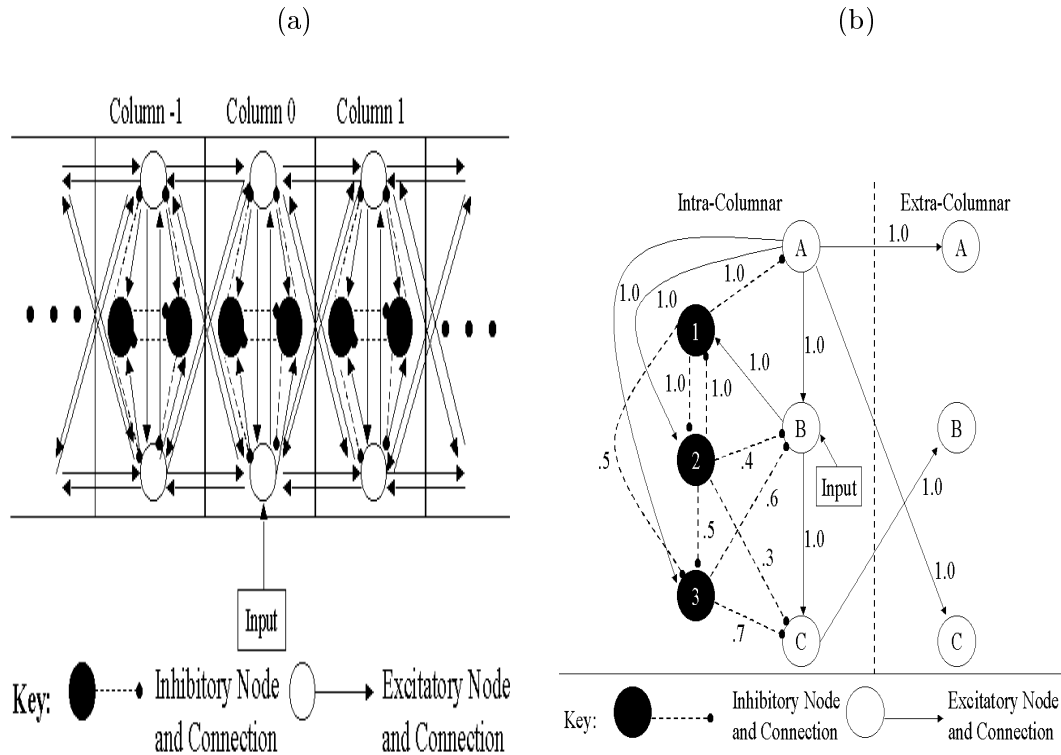 (a)
Column -1
Column 0
Column 1
Input
Key:
Inhibitory Node
and Connection
Excitatory Node
and Connection
(b)
Intra-Columnar
Extra-Columnar
A
1.0
A
1.0
1.0
1.0
1
1.0
1.0
1.0
1.0
B
B
.5
2
.4
Input
.6
1.0
.5
.3
1.0
1.0
3
.7
C
C
Key:
Inhibitory Node
and Connection
Excitatory Node
and Connection